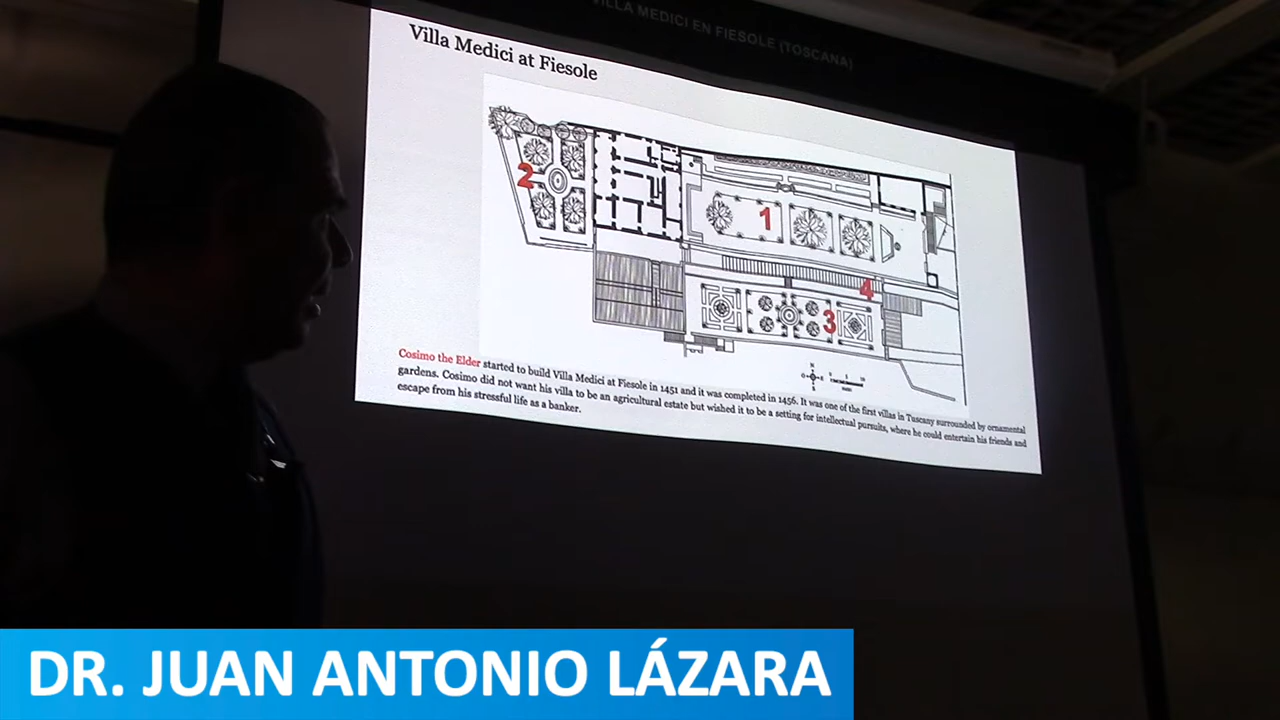 VILLA MEDICI EN FIESOLE (TOSCANA)
Villa Medici at Fiesole
2
1
4
3
Cosimo the Elder started to build Villa Medici at Fiesole in 1451 and it was completed in 1456. It was one of the first villas in Tuscany surrounded by ornamental
gardens. Cosimo did not want his villa to be an agricultural estate but wished it to be a setting for intellectual pursuits, where he could entertain his friends and
escape from his stressful life as a banker.
DR. JUAN ANTONIO LÁZARA